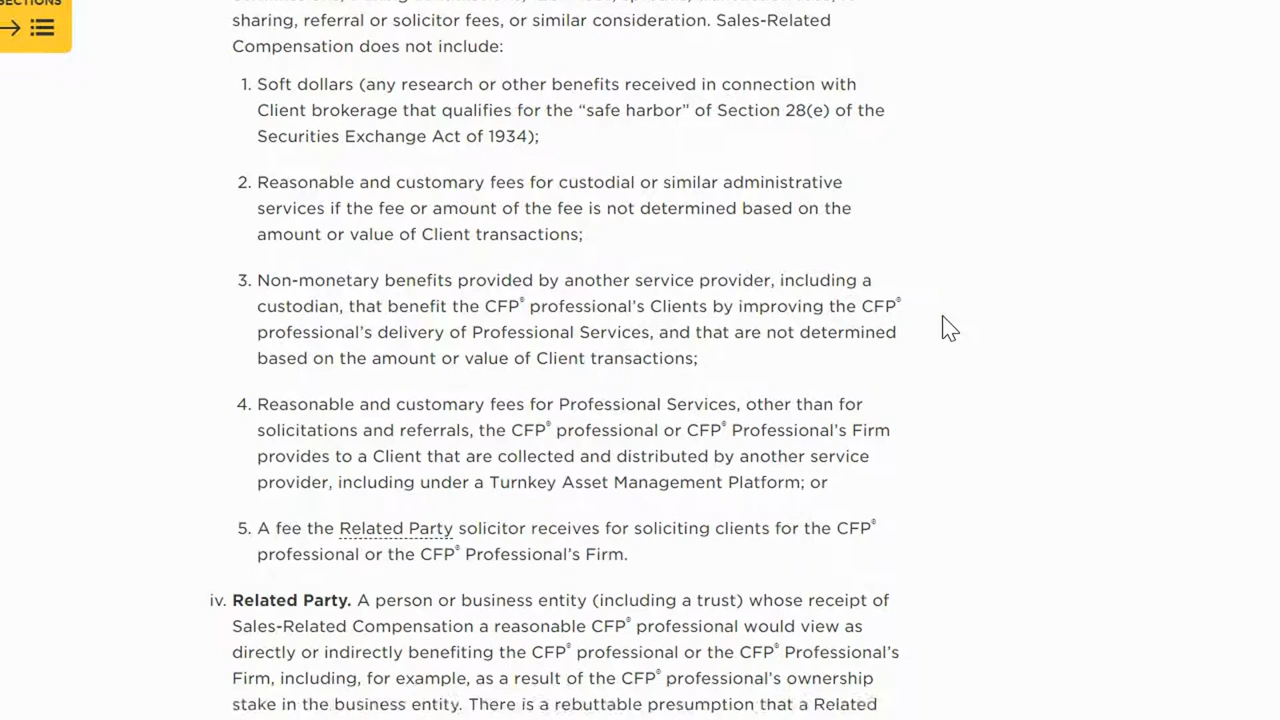 SECTIONS
sharing, referral or solicitor fees, or similar consideration. Sales-Related
Compensation does not include:
1. Soft dollars (any research or other benefits received in connection with
Client brokerage that qualifies for the “safe harbor” of Section 28(e) of the
Securities Exchange Act of 1934);
2. Reasonable and customary fees for custodial or similar administrative
services if the fee or amount of the fee is not determined based on the
amount or value of Client transactions;
3. Non-monetary benefits provided by another service provider, including a
custodian, that benefit the CFP® professional’s Clients by improving the CFP®
professional’s delivery of Professional Services, and that are not determined
based on the amount or value of Client transactions;
4. Reasonable and customary fees for Professional Services, other than for
solicitations and referrals, the CFP® professional or CFP® Professional’s Firm
provides to a Client that are collected and distributed by another service
provider, including under a Turnkey Asset Management Platform; or
5. A fee the Related Party solicitor receives for soliciting clients for the CFP®
professional or the CFP® Professional’s Firm.
iv. Related Party. A person or business entity (including a trust) whose receipt of
Sales-Related Compensation a reasonable CFP® professional would view as
directly or indirectly benefiting the CFP® professional or the CFP® Professional’s
Firm, including, for example, as a result of the CFP® professional’s ownership
stake in the business entity. There is a rebuttable presumption that a Related